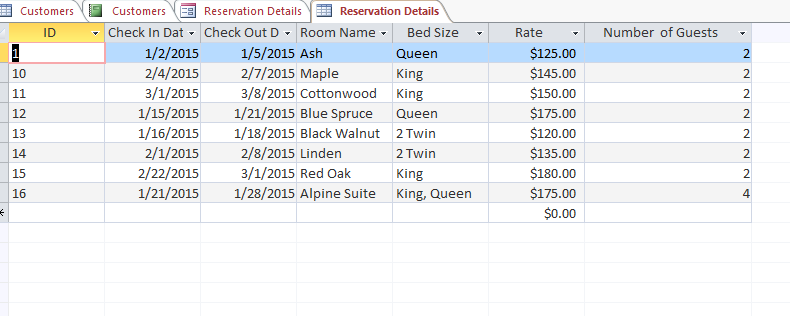 Customers Customers Reservation Details Reservation Details
ID Check In Dat Check Out D Room Name Bed Size Rate Number of Guests
1 1/2/2015 1/5/2015 Ash Queen $125.00 2
10 2/4/2015 2/7/2015 Maple King $145.00 2
11 3/1/2015 3/8/2015 Cottonwood King $150.00 2
12 1/15/2015 1/21/2015 Blue Spruce Queen $175.00 2
13 1/16/2015 1/18/2015 Black Walnut 2 Twin $120.00 2
14 2/1/2015 2/8/2015 Linden 2 Twin $135.00 2
15 2/22/2015 3/1/2015 Red Oak King $180.00 2
16 1/21/2015 1/28/2015 Alpine Suite King, Queen $175.00 4
$0.00